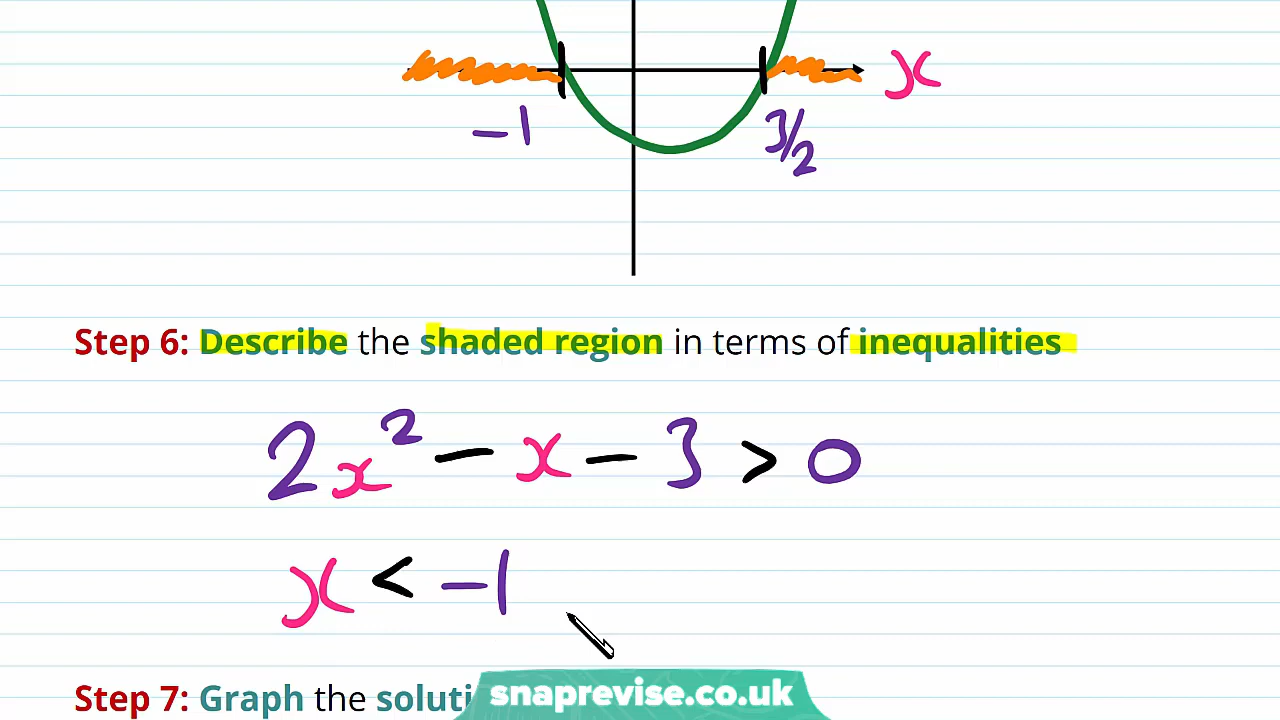 x
-1
3/2
Step 6: Describe the shaded region in terms of inequalities
2x² - x - 3 > 0
x < -1
Step 7: Graph the
snaprevise.co.uk